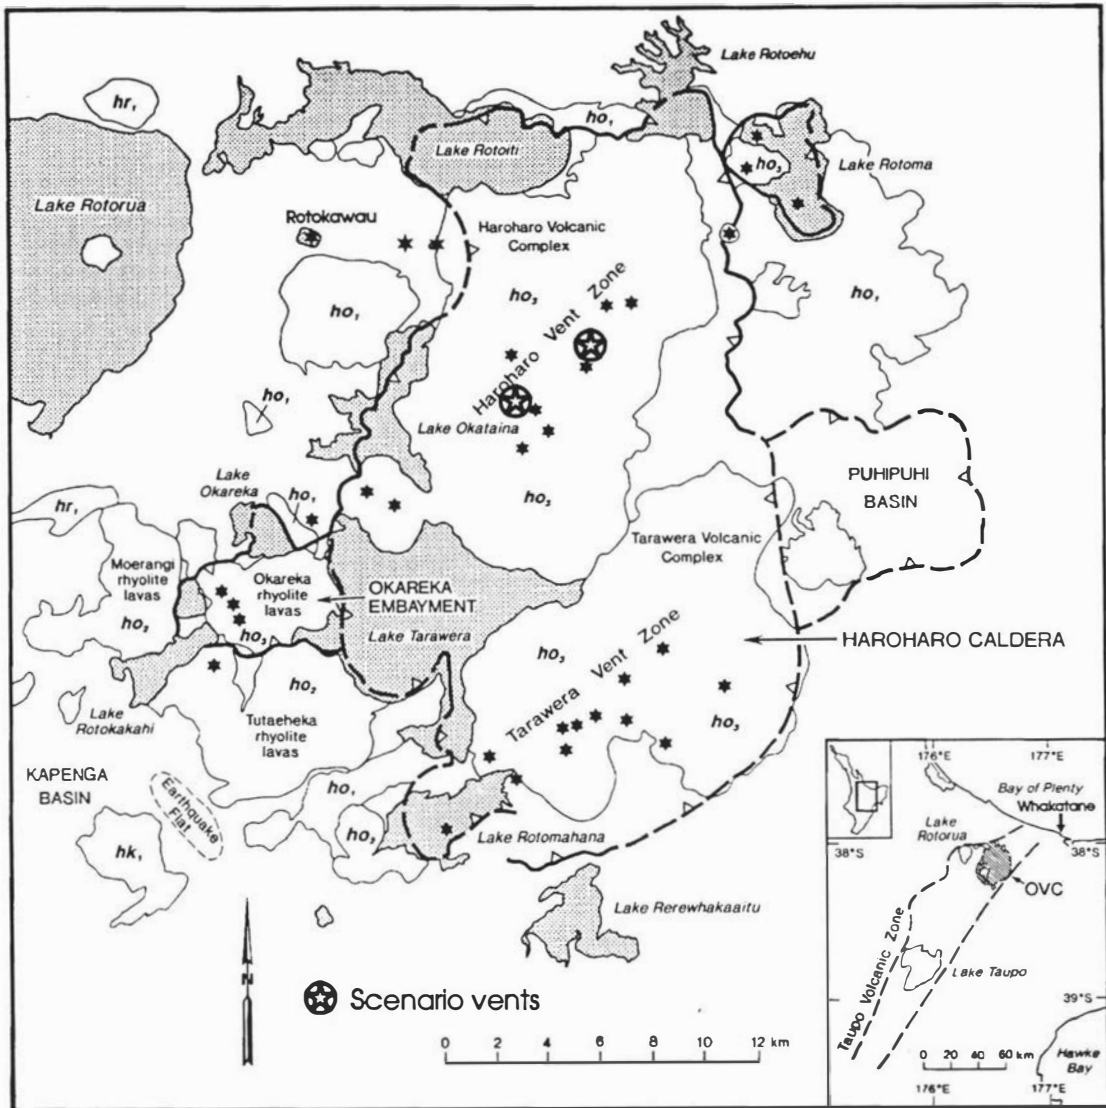 Lake Rotoehu
hr₁
ho₁
Lake Rotoiti
ho₃
Lake Rotoma
Lake Rotorua
Rotokawau
Haroharo Volcanic
Complex
ho₃
Haroharo Vent Zone
ho₁
ho₁
ho₁
Lake Okataina
PUHIPUHI
BASIN
Lake
Okareka
ho₁
ho₃
hr₁
Tarawera Volcanic
Complex
Moerangi
rhyolite
lavas
Okareka
rhyolite
lavas
OKAREKA
EMBAYMENT
ho₂
ho₃
Lake Tarawera
HAROHARO CALDERA
ho₃
Tarawera Vent Zone
ho₂
ho₃
Lake
Rotokakahi
Tutaeheka
rhyolite
lavas
KAPENGA
BASIN
Earthquake
Flat
ho₁
hk₁
Lake Rotomahana
Lake Rerewhakaaitu
N
Scenario vents
0 2 4 6 8 10 12 km
176°E 177°E
Bay of Plenty
Whakatane
Lake
Rotorua
38°S 38°S
OVC
Taupo Volcanic Zone
Lake Taupo
39°S
0 20 40 60 km
Hawke
Bay
176°E 177°E